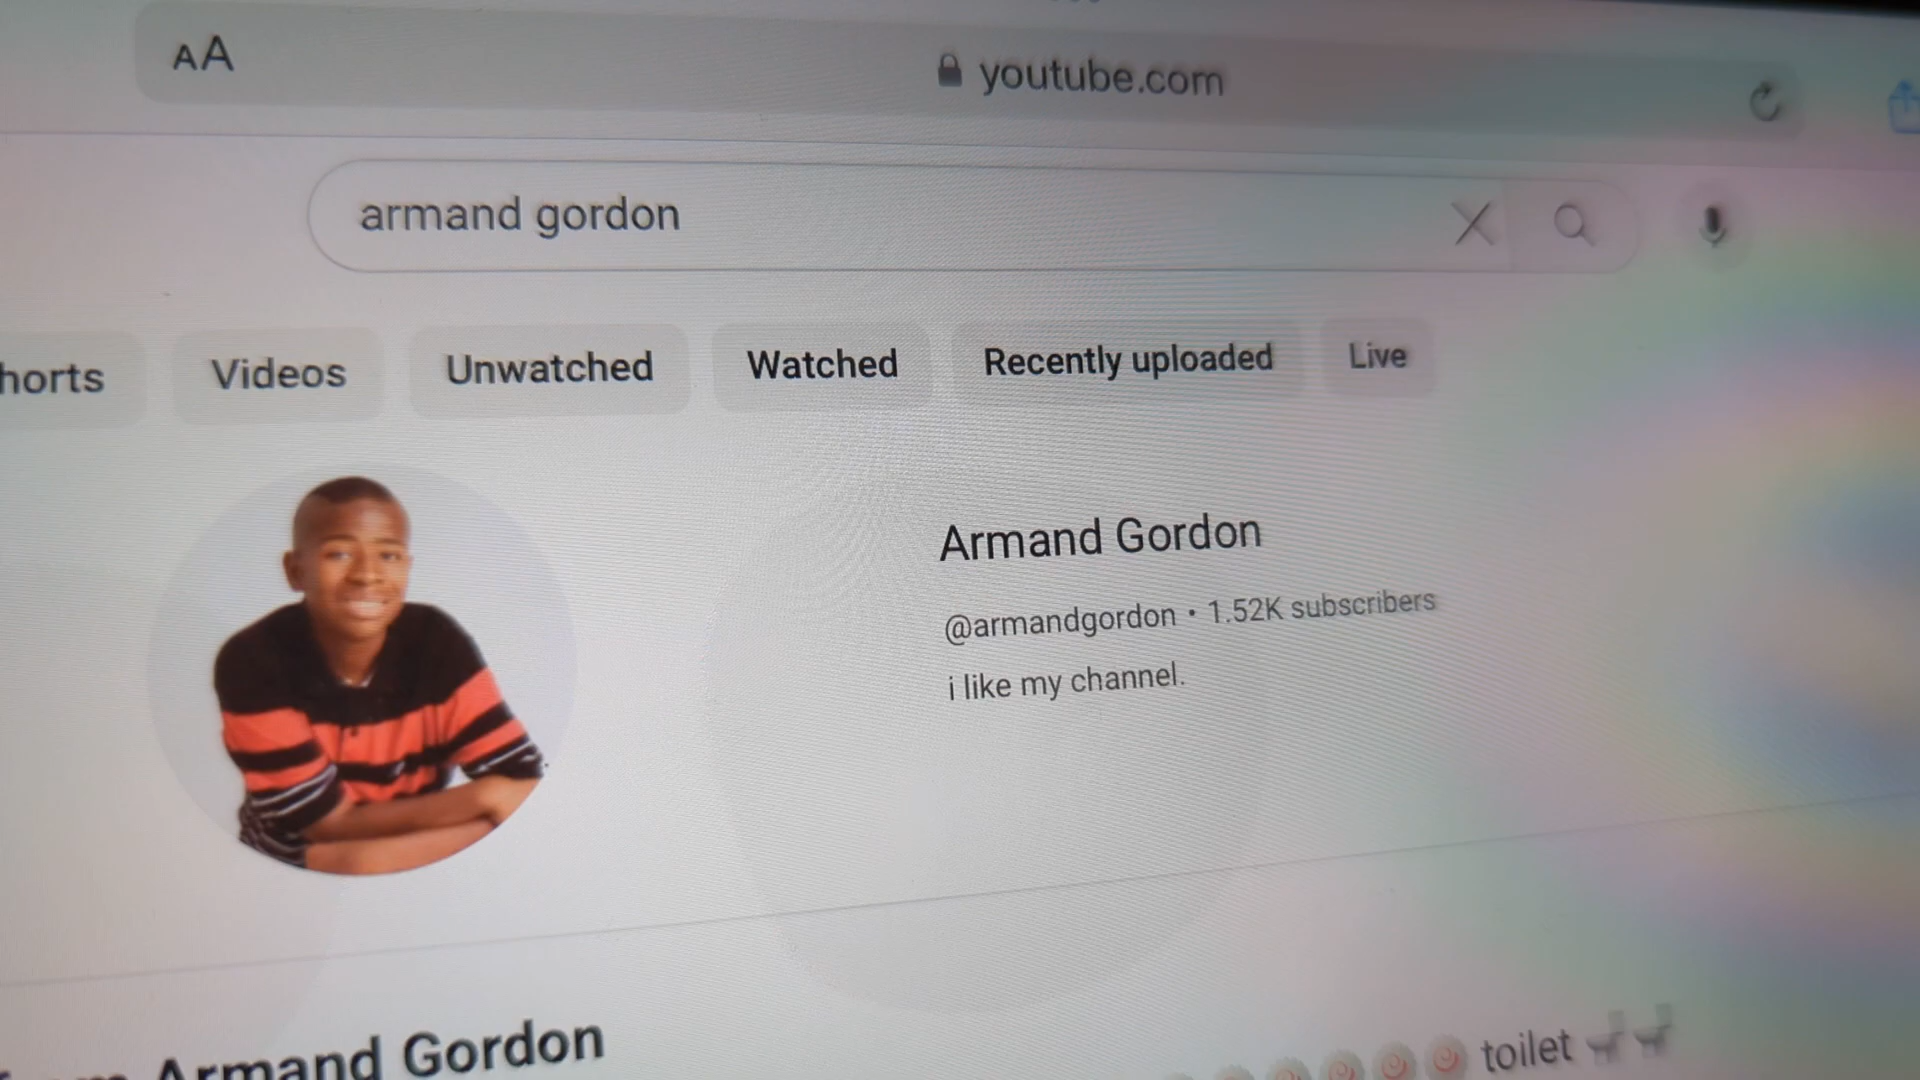 AA
youtube.com
armand gordon
horts
Videos
Unwatched
Watched
Recently uploaded
Live
Armand Gordon
@armandgordon • 1.52K subscribers
i like my channel.
Armand Gordon
🍥🍥🍥🍥🍥 toilet 🚽🚽